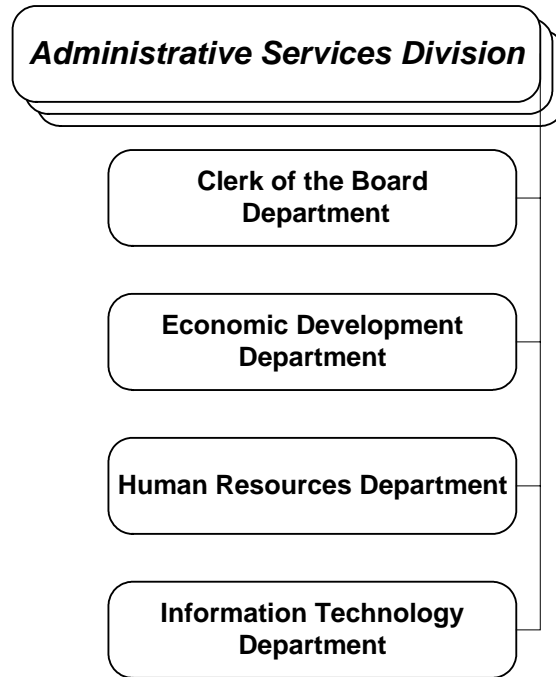 Administrative Services Division
Clerk of the Board
Department
Economic Development
Department
Human Resources Department
Information Technology
Department